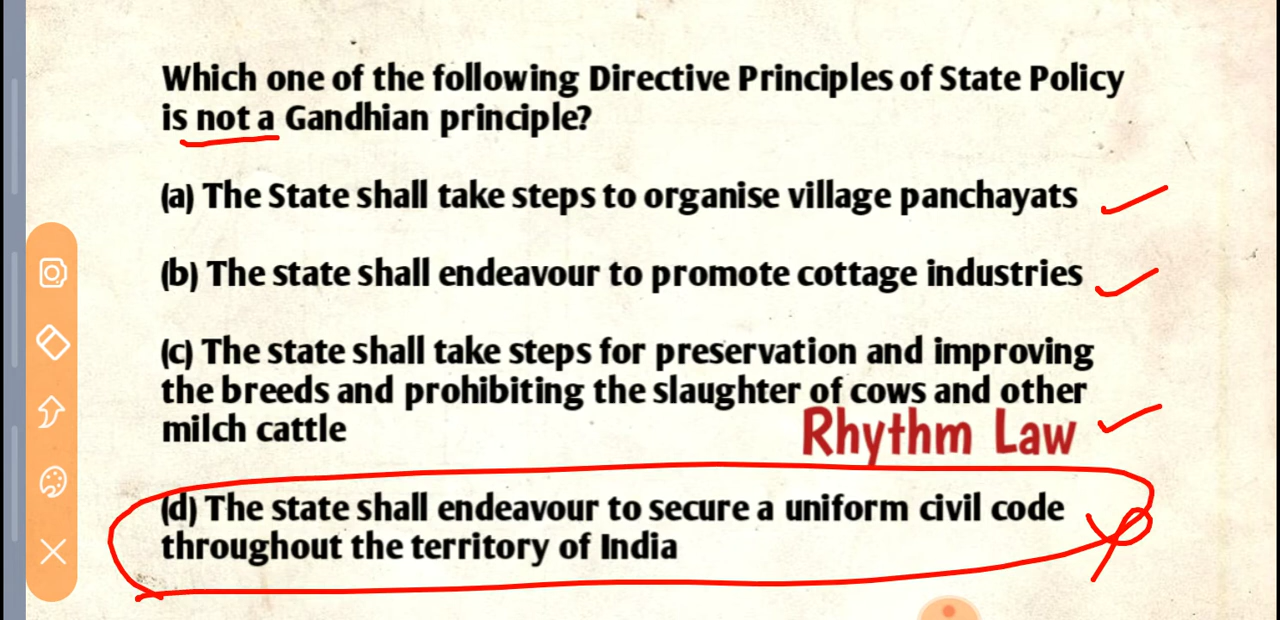 Which one of the following Directive Principles of State Policy
is not a Gandhian principle?
(a) The State shall take steps to organise village panchayats
(b) The state shall endeavour to promote cottage industries
(c) The state shall take steps for preservation and improving
the breeds and prohibiting the slaughter of cows and other
milch cattle
Rhythm Law
(d) The state shall endeavour to secure a uniform civil code
throughout the territory of India